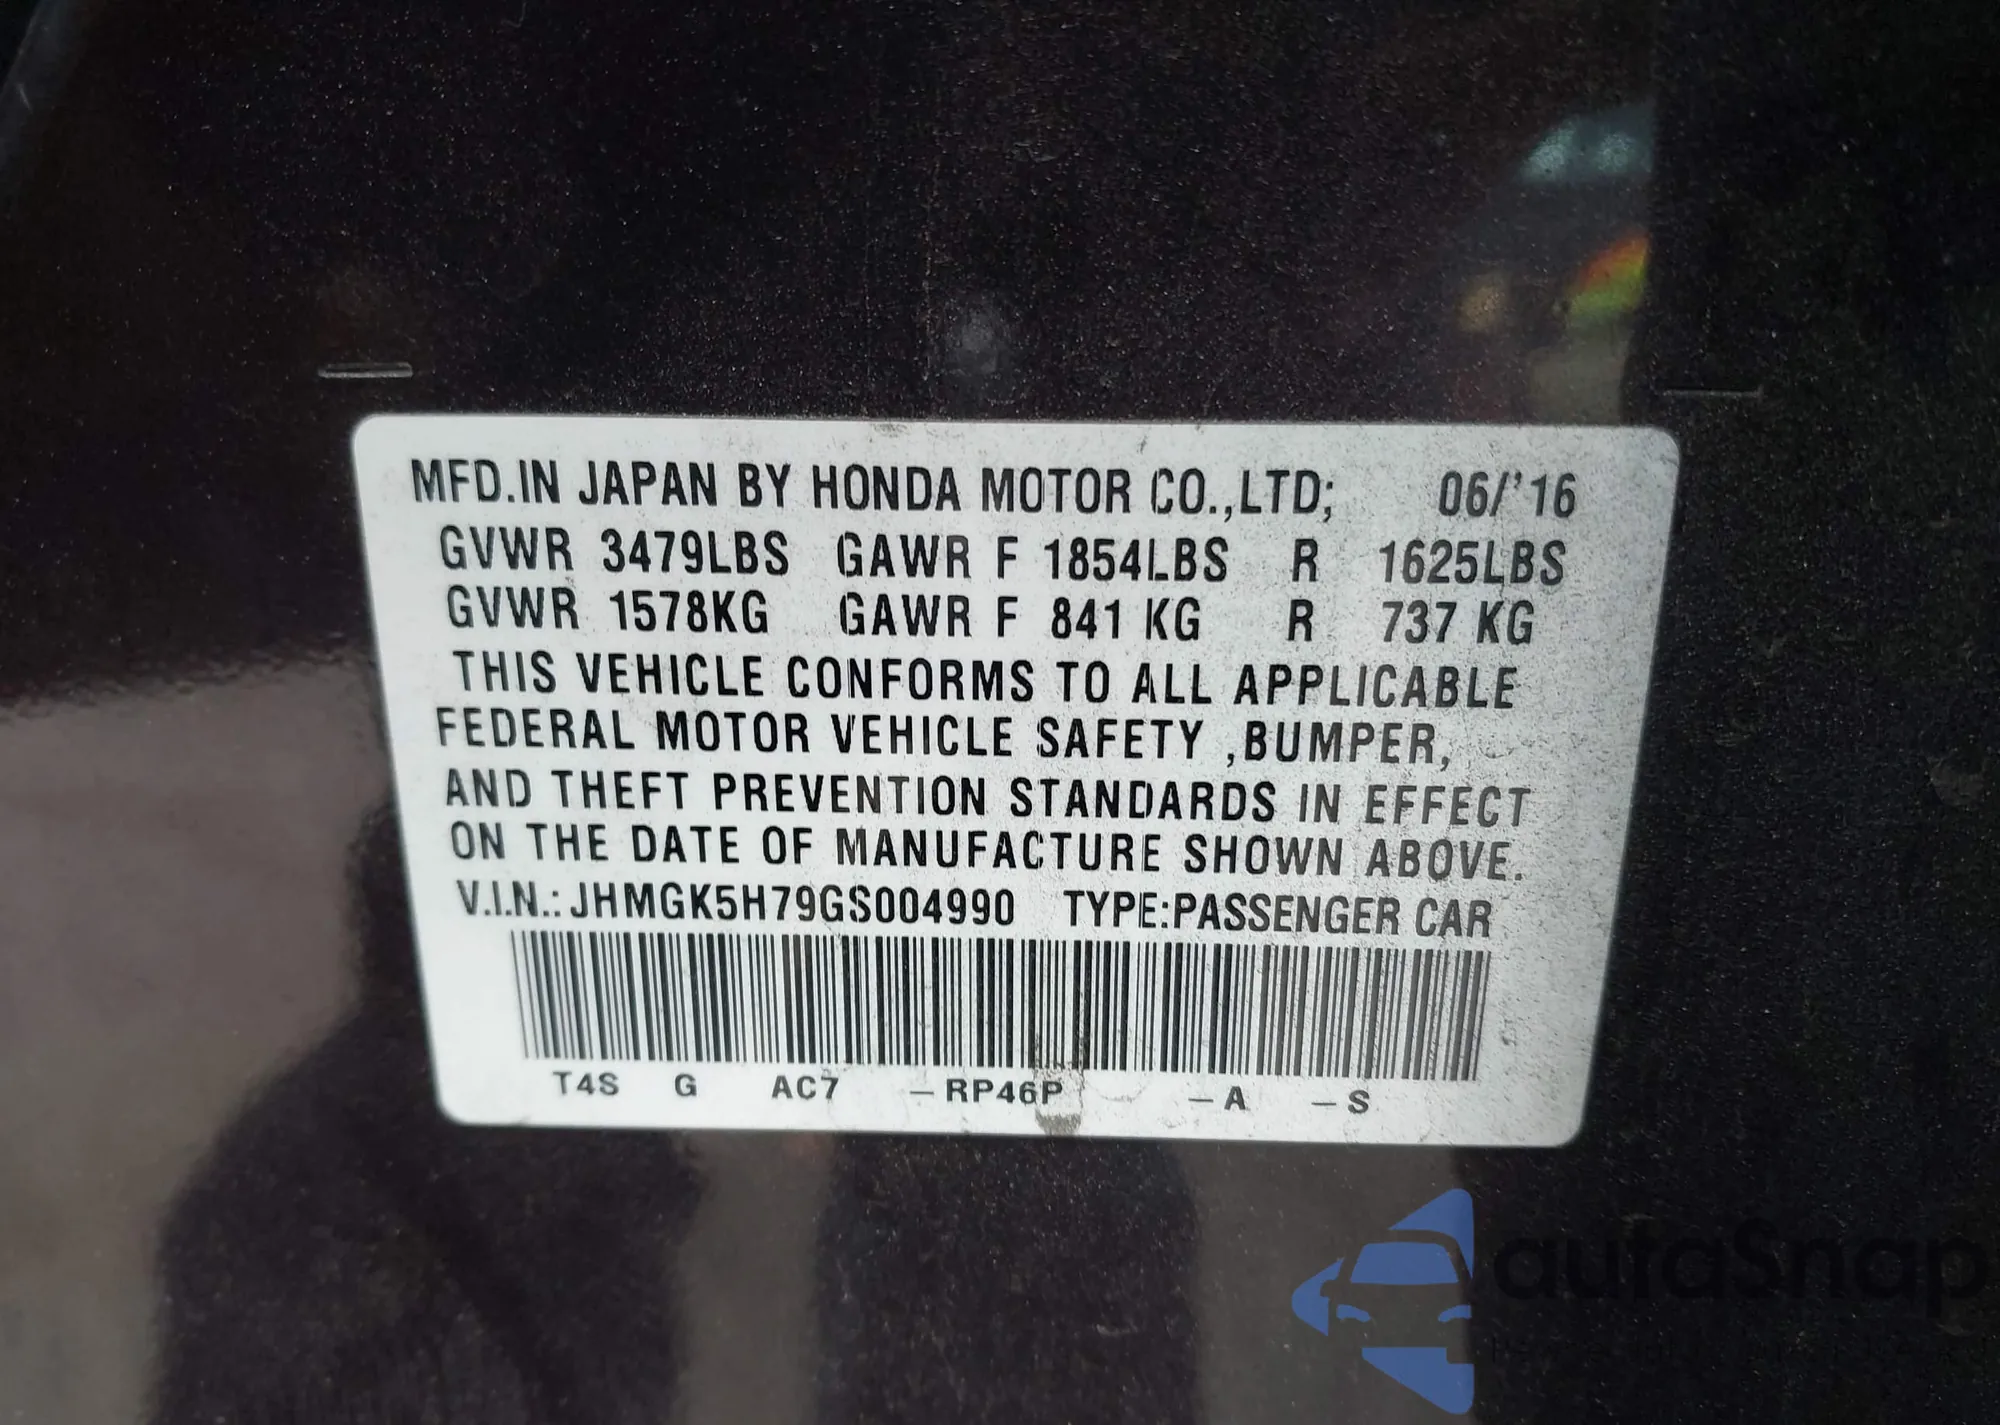 MFD.IN JAPAN BY HONDA MOTOR CO.,LTD; 06/'16
GVWR 3479LBS GAWR F 1854LBS R 1625LBS
GVWR 1578KG GAWR F 841 KG R 737 KG
THIS VEHICLE CONFORMS TO ALL APPLICABLE
FEDERAL MOTOR VEHICLE SAFETY ,BUMPER,
AND THEFT PREVENTION STANDARDS IN EFFECT
ON THE DATE OF MANUFACTURE SHOWN ABOVE.
V.I.N.: JHMGK5H79GS004990 TYPE:PASSENGER CAR
T4S G AC7 – RP46P – A – S
autoSnap